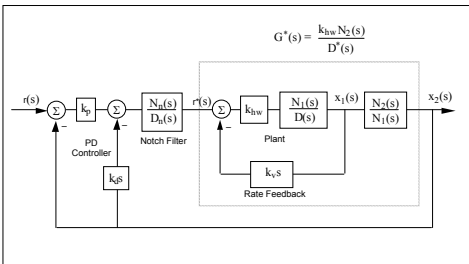 G*(s) = k_hw N_2(s)
D*(s)
r(s)
Σ
−
k_p
Σ
−
N_n(s)
D_n(s)
r*(s)
Σ
−
k_hw
N_1(s)
D(s)
x_1(s)
N_2(s)
N_1(s)
x_2(s)
PD
Controller
Notch Filter
Plant
k_d s
k_v s
Rate Feedback